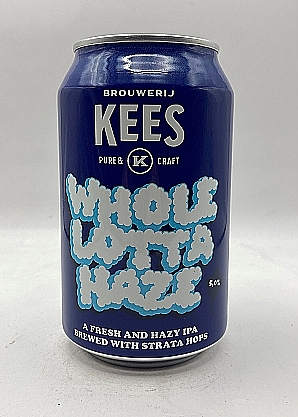 BROUWERIJ
KEES
PURE & K CRAFT
WHOLE
LOTTA
HAZE
5,0%
A FRESH AND HAZY IPA
BREWED WITH STRATA HOPS